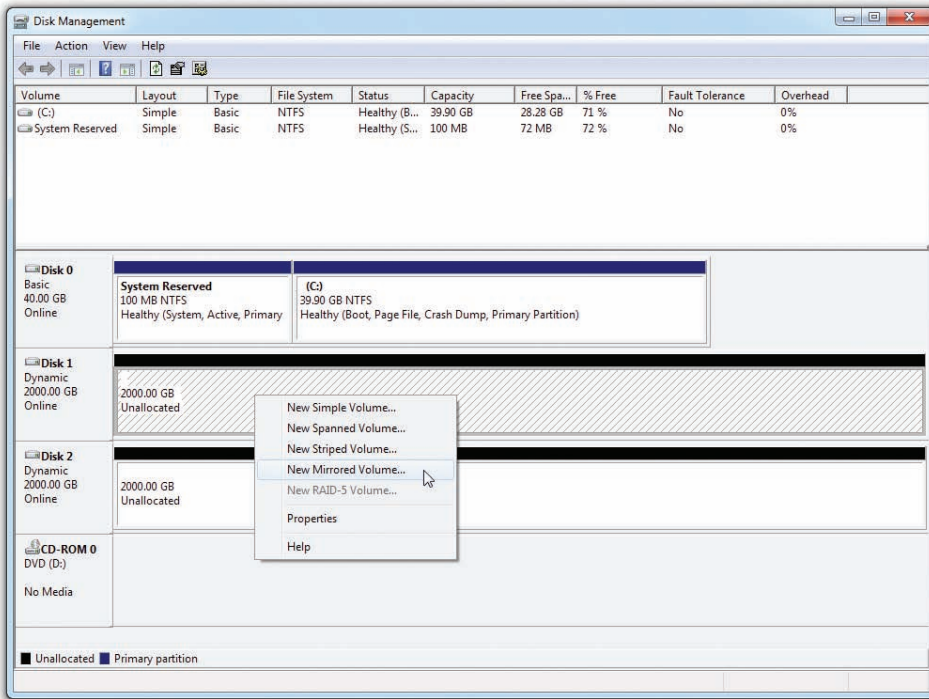 Disk Management
File Action View Help
Volume Layout Type File System Status Capacity Free Spa... % Free Fault Tolerance Overhead
(C:) Simple Basic NTFS Healthy (B... 39.90 GB 28.28 GB 71 % No 0%
System Reserved Simple Basic NTFS Healthy (S... 100 MB 72 MB 72 % No 0%
Disk 0
Basic
40.00 GB
Online
System Reserved
100 MB NTFS
Healthy (System, Active, Primary
(C:)
39.90 GB NTFS
Healthy (Boot, Page File, Crash Dump, Primary Partition)
Disk 1
Dynamic
2000.00 GB
Online
2000.00 GB
Unallocated
New Simple Volume...
New Spanned Volume...
New Striped Volume...
New Mirrored Volume...
New RAID-5 Volume...
Properties
Help
Disk 2
Dynamic
2000.00 GB
Online
2000.00 GB
Unallocated
CD-ROM 0
DVD (D:)
No Media
Unallocated Primary partition